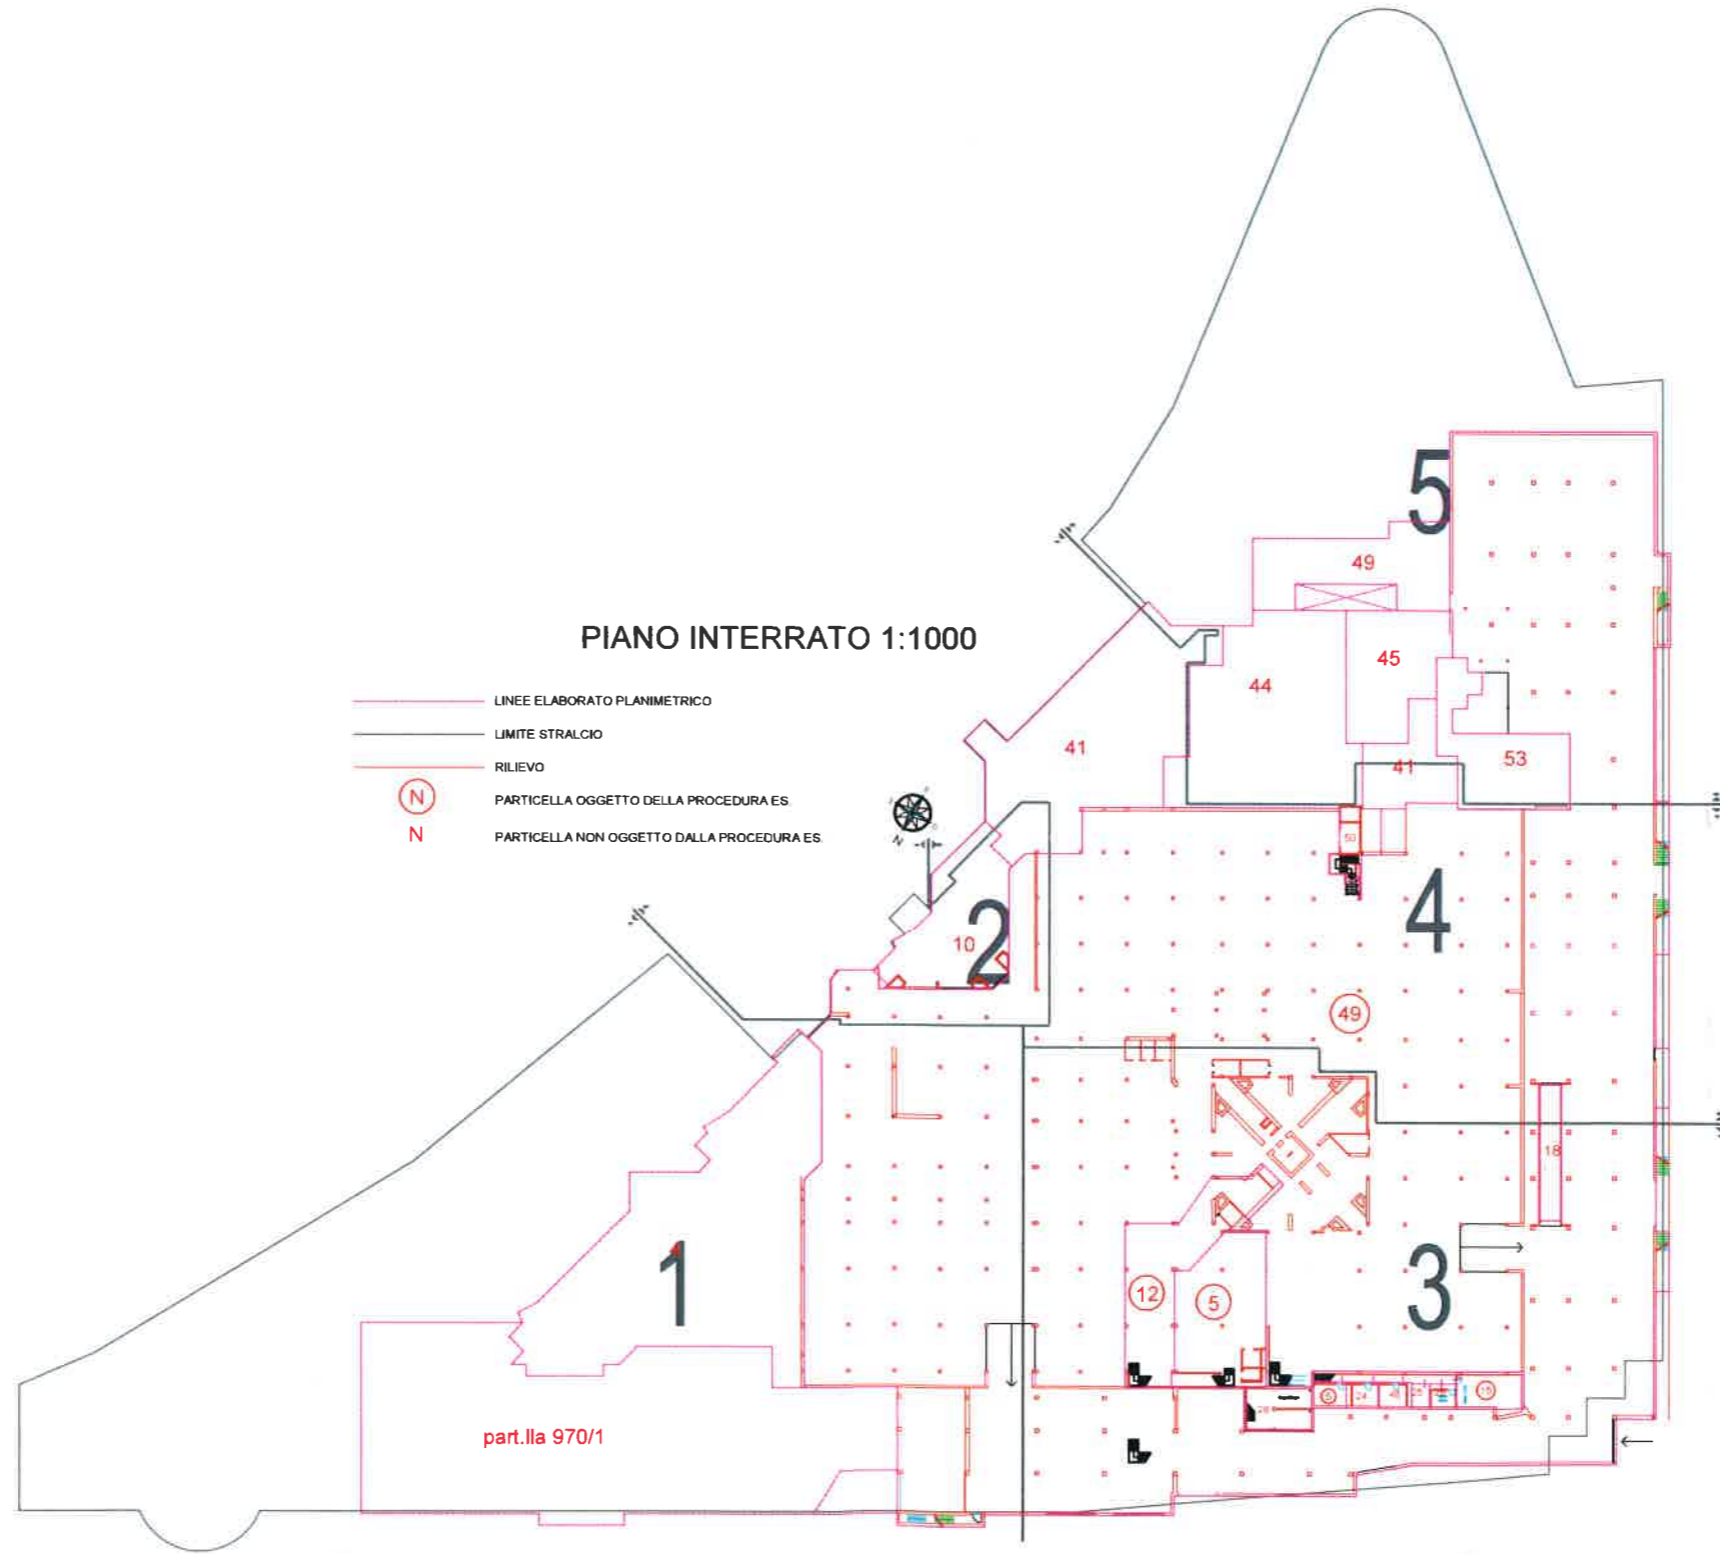 5
49
PIANO INTERRATO 1:1000
45
44
LINEE ELABORATO PLANIMETRICO
LIMITE STRALCIO
41
41
53
RILIEVO
N PARTICELLA OGGETTO DELLA PROCEDURA ES.
N PARTICELLA NON OGGETTO DALLA PROCEDURA ES.
N
50
4
2
10
49
18
1
3
12
5
24
15
part.lla 970/1